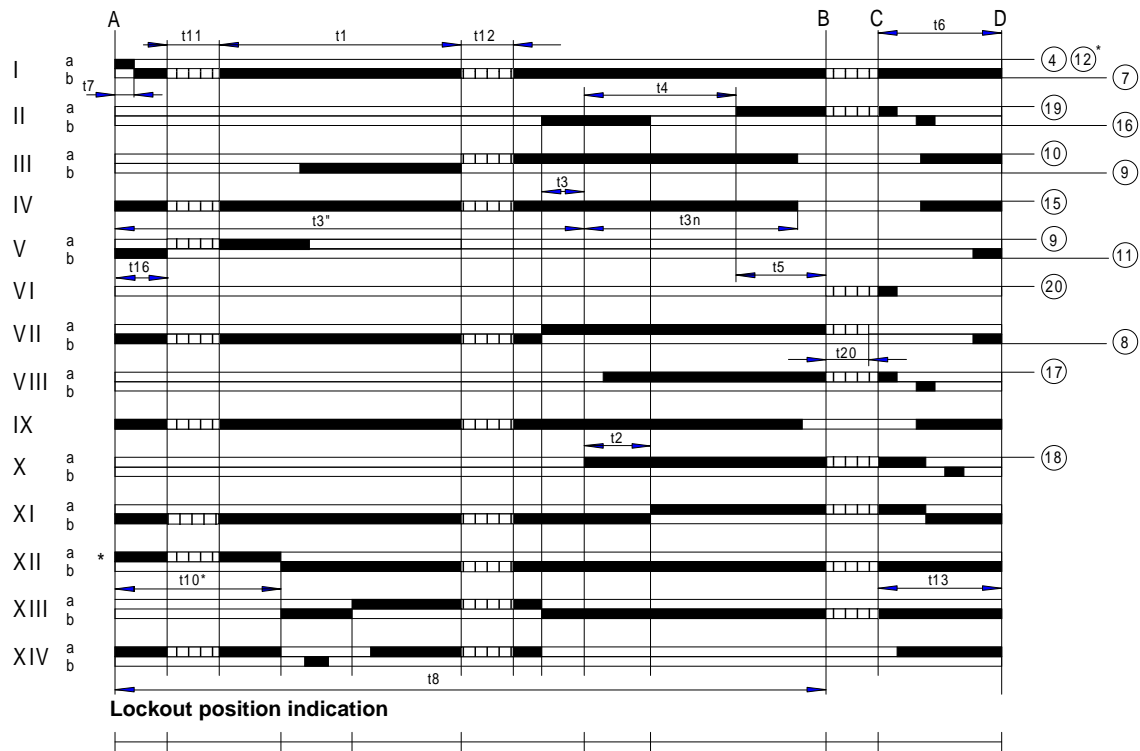 A B C D
t11 t1 t12 t6
I a b 4 12* 7
t7 t4
II a b 19 16
III a b 10 9
t3
IV 15
t3" t3n
V a b 9 11
t16 t5
VI 20
VII a b 8
t20
VIII a b 17
IX
t2
X a b 18
XI a b
XII a b *
t10* t13
XIII a b
XIV a b
t8
Lockout position indication